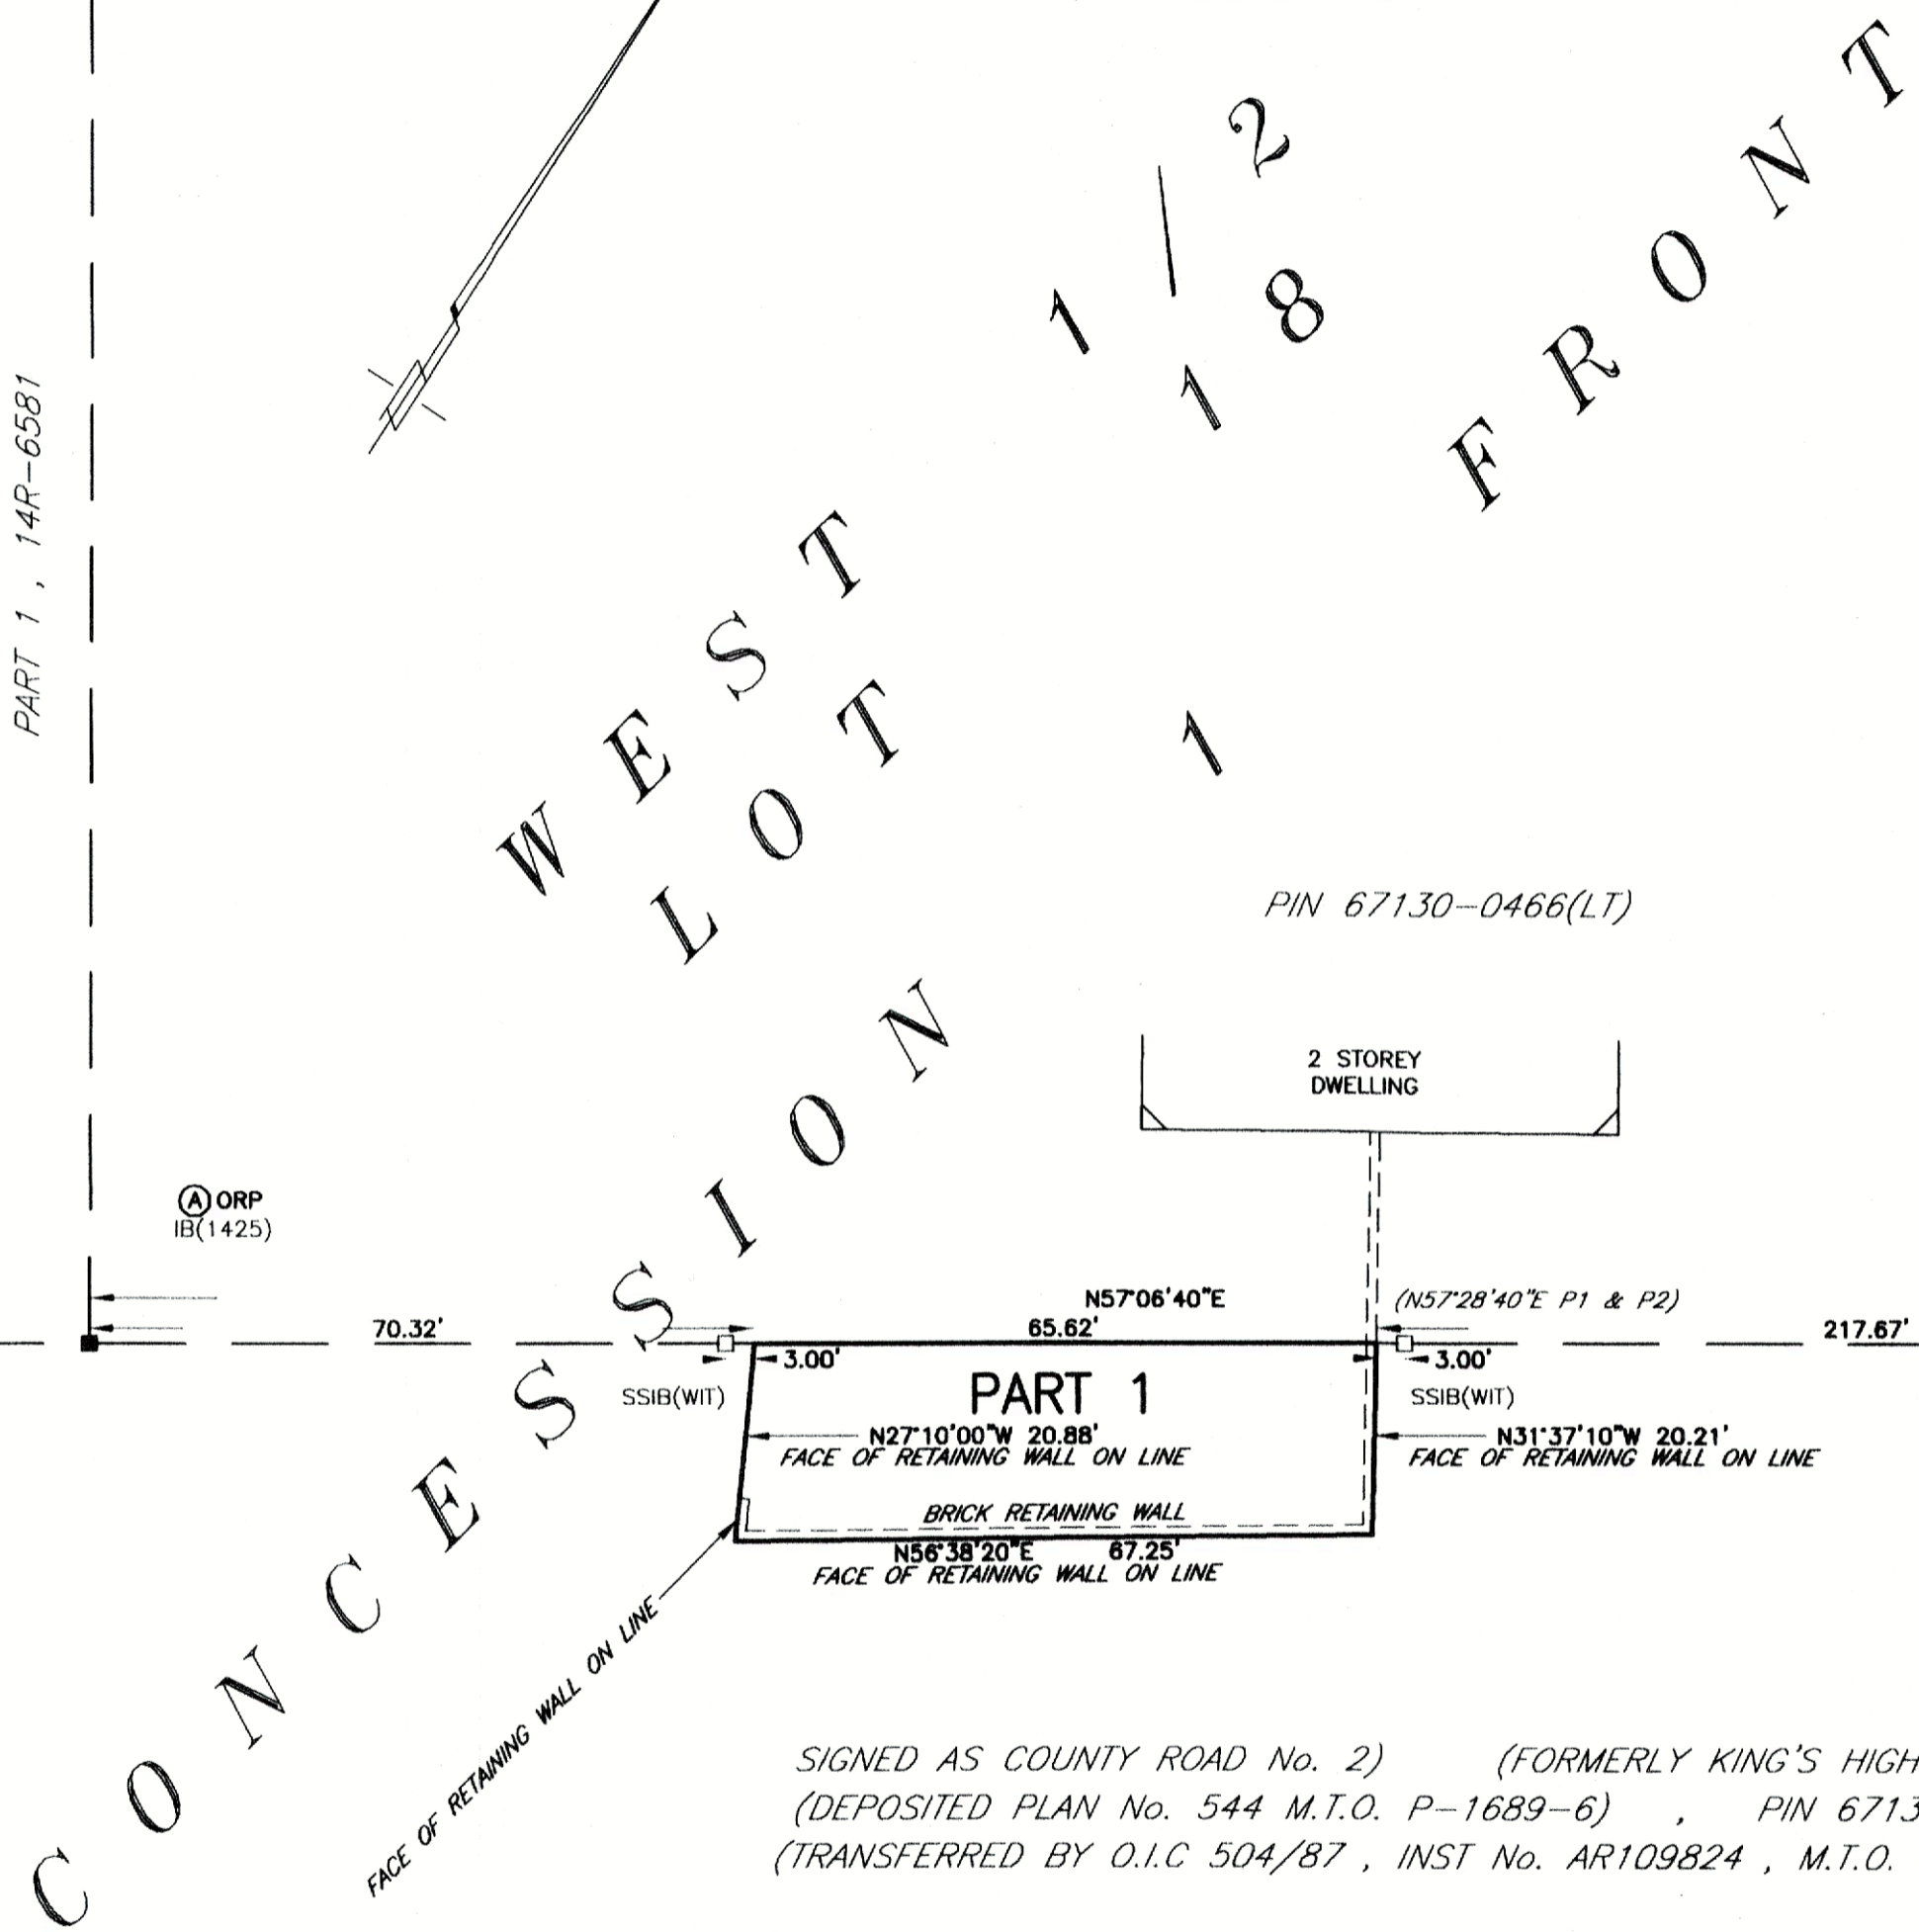 PART 1 , 14R-6581
WEST 1/2
LOT 18
CONCESSION 1
FRONT
PIN 67130-0466(LT)
2 STOREY
DWELLING
A ORP
IB(1425)
N57°06'40"E
(N57°28'40"E P1 & P2)
70.32'
65.62'
217.67'
3.00'
3.00'
PART 1
SSIB(WIT)
SSIB(WIT)
N27°10'00"W 20.88'
FACE OF RETAINING WALL ON LINE
N31°37'10"W 20.21'
FACE OF RETAINING WALL ON LINE
BRICK RETAINING WALL
N56°38'20"E 67.25'
FACE OF RETAINING WALL ON LINE
FACE OF RETAINING WALL ON LINE
SIGNED AS COUNTY ROAD No. 2) (FORMERLY KING'S HIGH
(DEPOSITED PLAN No. 544 M.T.O. P-1689-6) , PIN 6713
(TRANSFERRED BY O.I.C 504/87 , INST No. AR109824 , M.T.O.